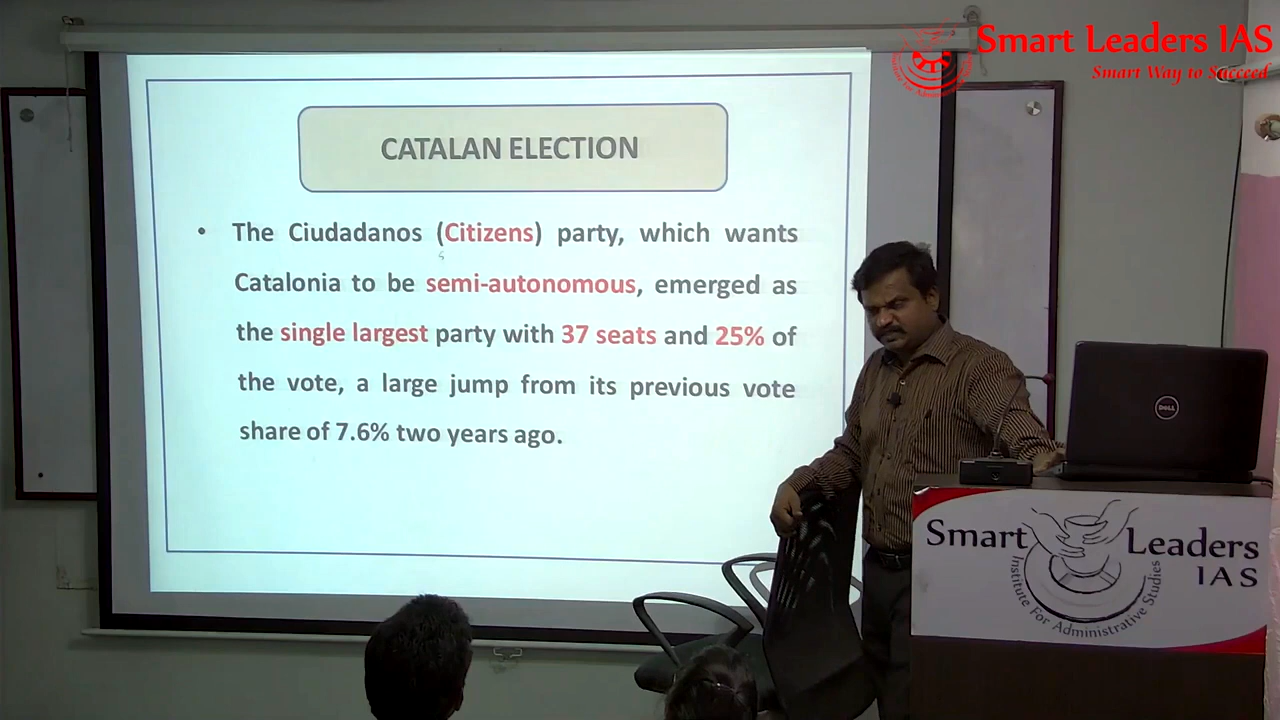 Smart Leaders IAS
Smart Way to Succeed
CATALAN ELECTION
• The Ciudadanos (Citizens) party, which wants
Catalonia to be semi-autonomous, emerged as
the single largest party with 37 seats and 25% of
the vote, a large jump from its previous vote
share of 7.6% two years ago.
DELL
Smart Leaders
IAS
Institute For Administrative Studies